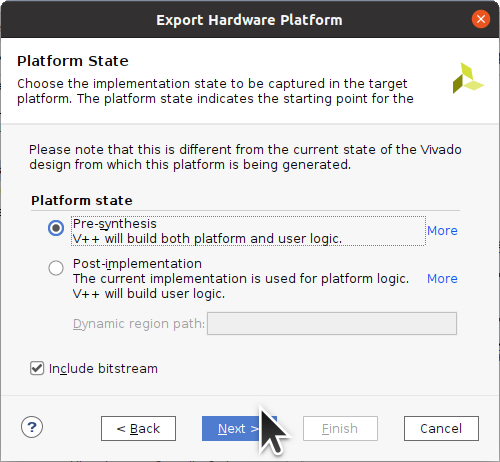 Export Hardware Platform
Platform State
Choose the implementation state to be captured in the target
platform. The platform state indicates the starting point for the
Please note that this is different from the current state of the Vivado
design from which this platform is being generated.
Platform state
Pre-synthesis
V++ will build both platform and user logic.
More
Post-implementation
The current implementation is used for platform logic.
V++ will build user logic.
More
Dynamic region path:
Include bitstream
?
< Back
Next >
Finish
Cancel